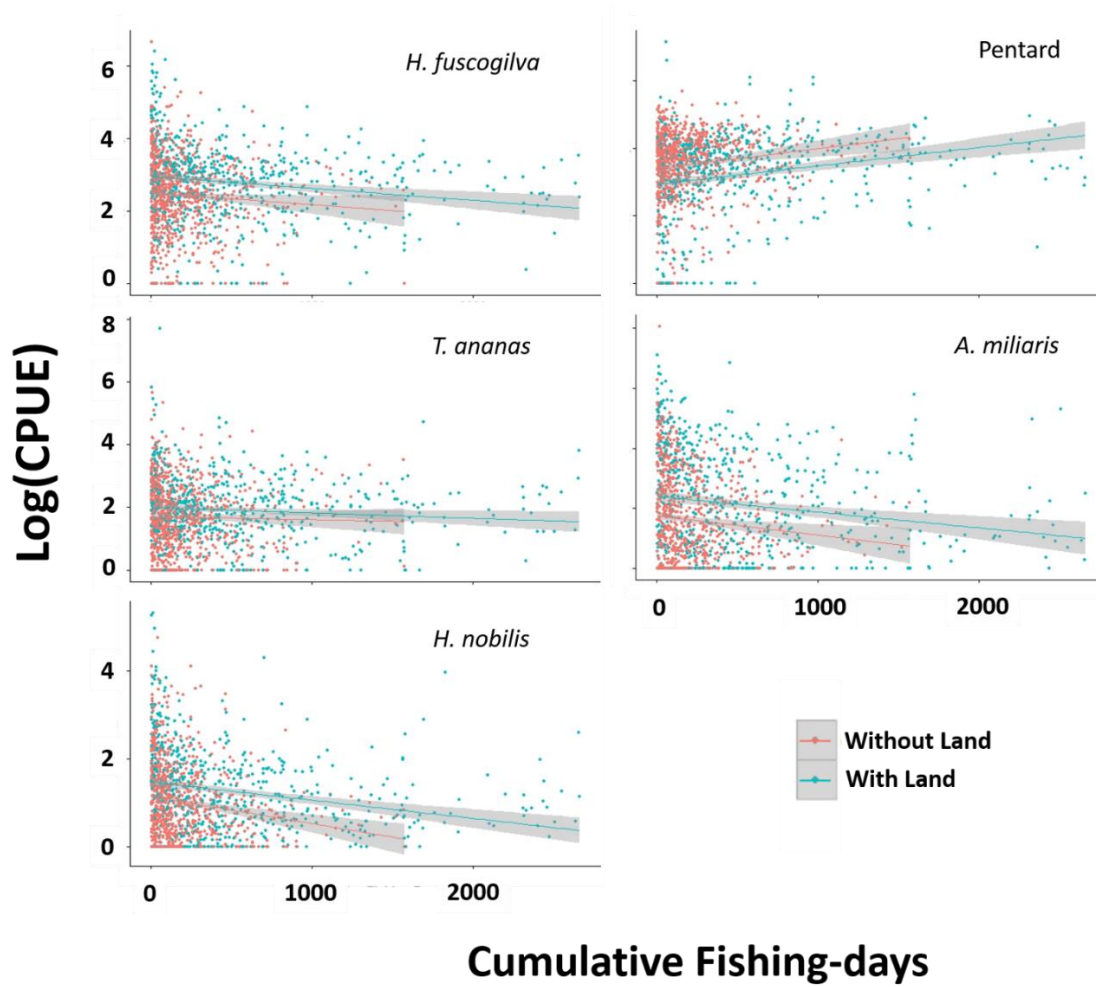 H. fuscogilva
Pentard
6
4
2
0
T. ananas
A. miliaris
8
6
4
2
0
0
1000
2000
H. nobilis
4
2
0
0
1000
2000
Without Land
With Land
Log(CPUE)
Cumulative Fishing-days